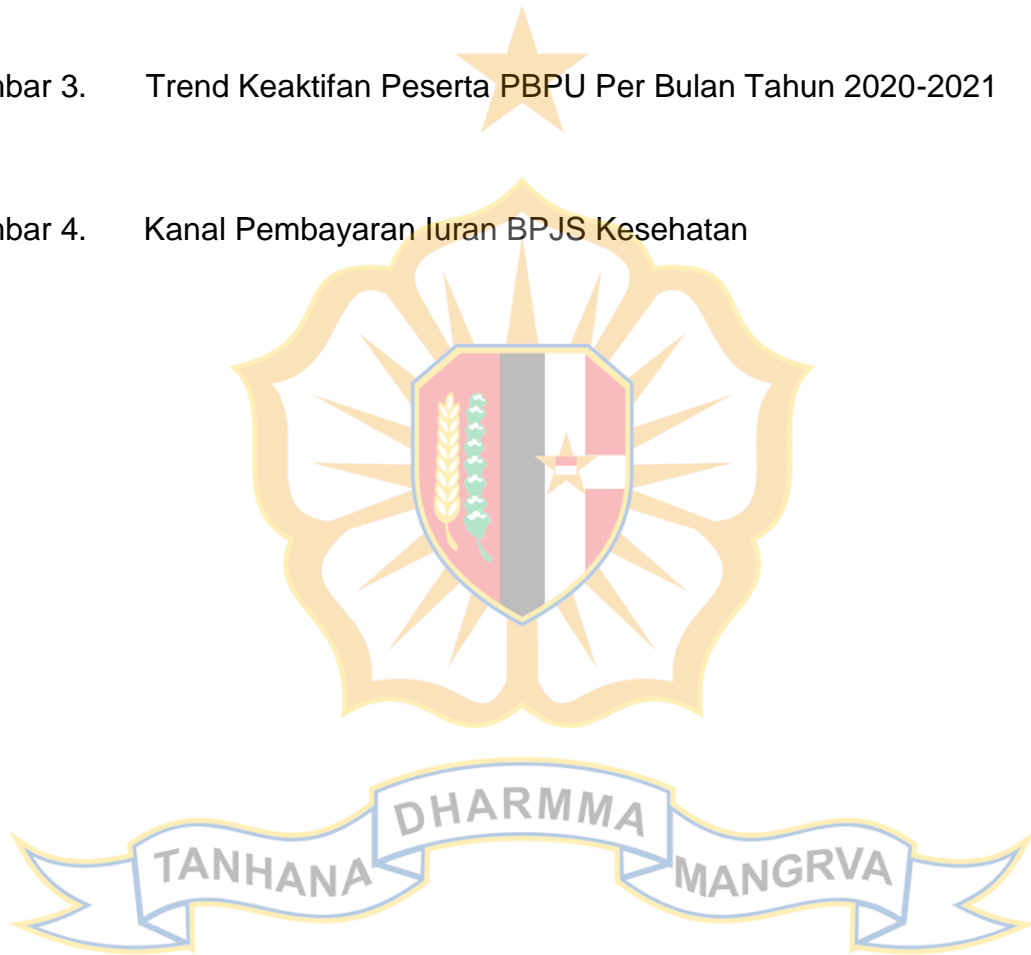 mbar 3. Trend Keaktifan Peserta PBPU Per Bulan Tahun 2020-2021
mbar 4. Kanal Pembayaran Iuran BPJS Kesehatan
TANHANA DHARMMA MANGRVA